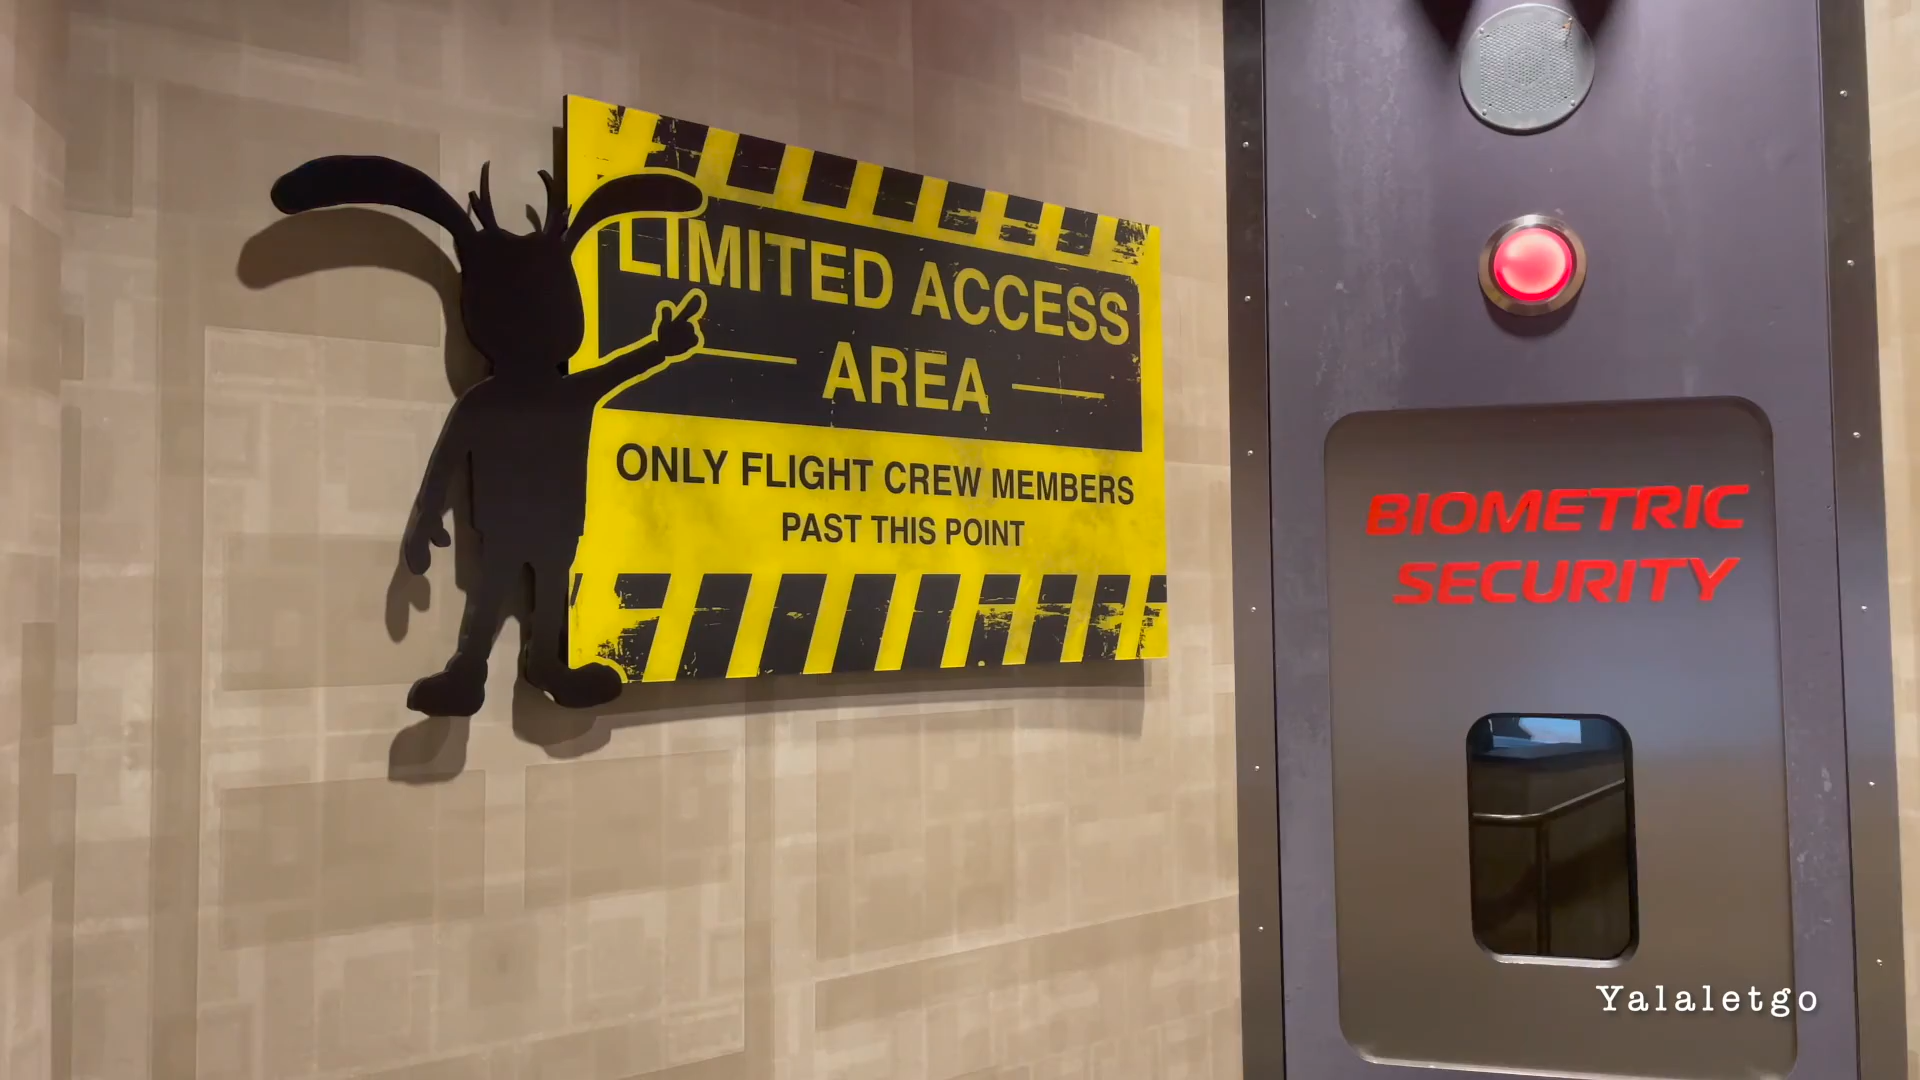 LIMITED ACCESS
AREA
ONLY FLIGHT CREW MEMBERS
PAST THIS POINT
BIOMETRIC
SECURITY
Yalaletgo